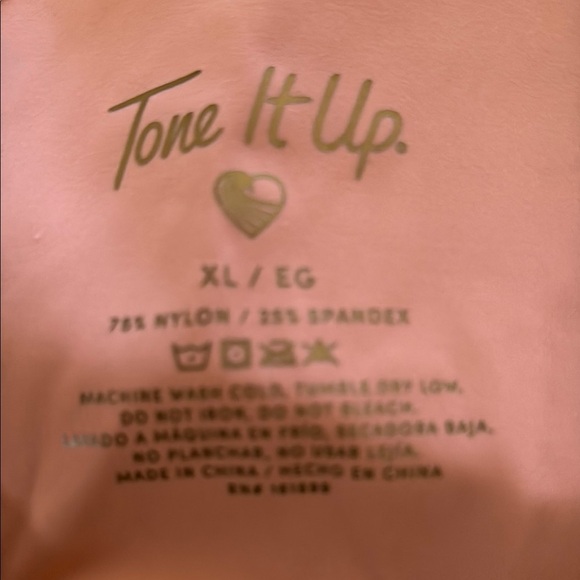 Tone It Up.
XL / EG
75% NYLON / 25% SPANDEX
MACHINE WASH COLD, TUMBLE DRY LOW,
DO NOT IRON, DO NOT BLEACH.
LAVADO A MÁQUINA EN FRÍO, SECADORA BAJA,
NO PLANCHAR, NO USAR LEJÍA.
MADE IN CHINA / HECHO EN CHINA
RN#